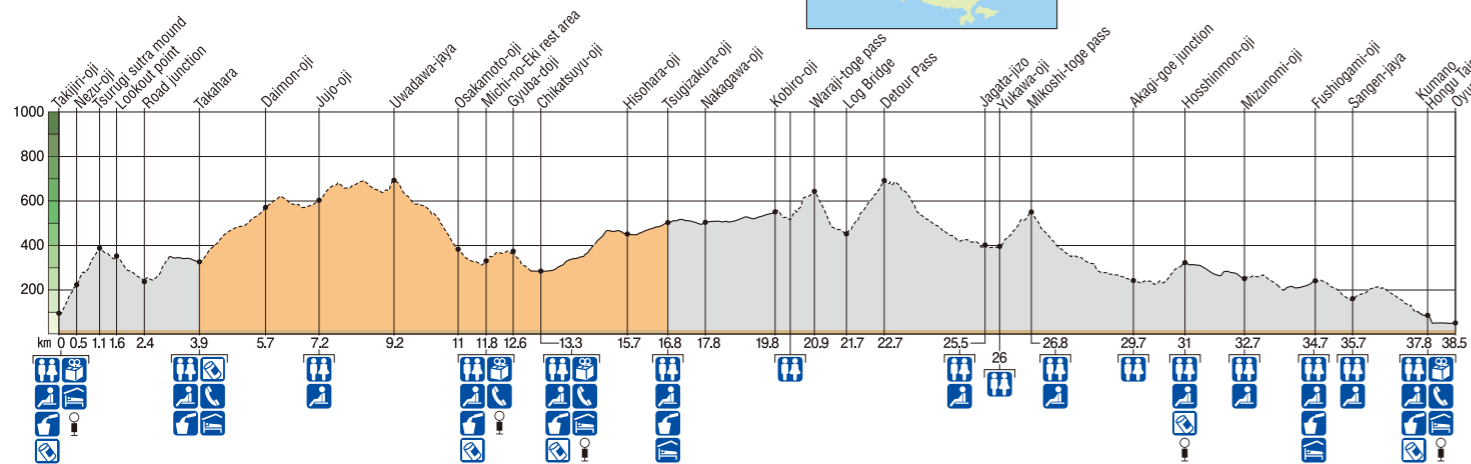 Takijiri-oji
Nezu-oji
Tsurugi sutra mound
Lookout point
Road junction
Takahara
Daimon-oji
Jujo-oji
Uwadawa-jaya
Osakamoto-oji
Michi-no-Eki rest area
Gyuba-doji
Chikatsuyu-oji
Hisohara-oji
Tsugizakura-oji
Nakagawa-oji
Kobiro-oji
Waraji-toge pass
Log Bridge
Detour Pass
Jagata-jizo
Yukawa-oji
Mikoshi-toge pass
Akagi-goe junction
Hosshinmon-oji
Mizunomi-oji
Fushiogami-oji
Sangen-jaya
Kumano
Hongu Tai
Oyu
1000
800
600
400
200
km 0 0.5 1.1 1.6 2.4 3.9 5.7 7.2 9.2 11 11.8 12.6 13.3 15.7 16.8 17.8 19.8 20.9 21.7 22.7 25.5 26.8 29.7 31 32.7 34.7 35.7 37.8 38.5
26